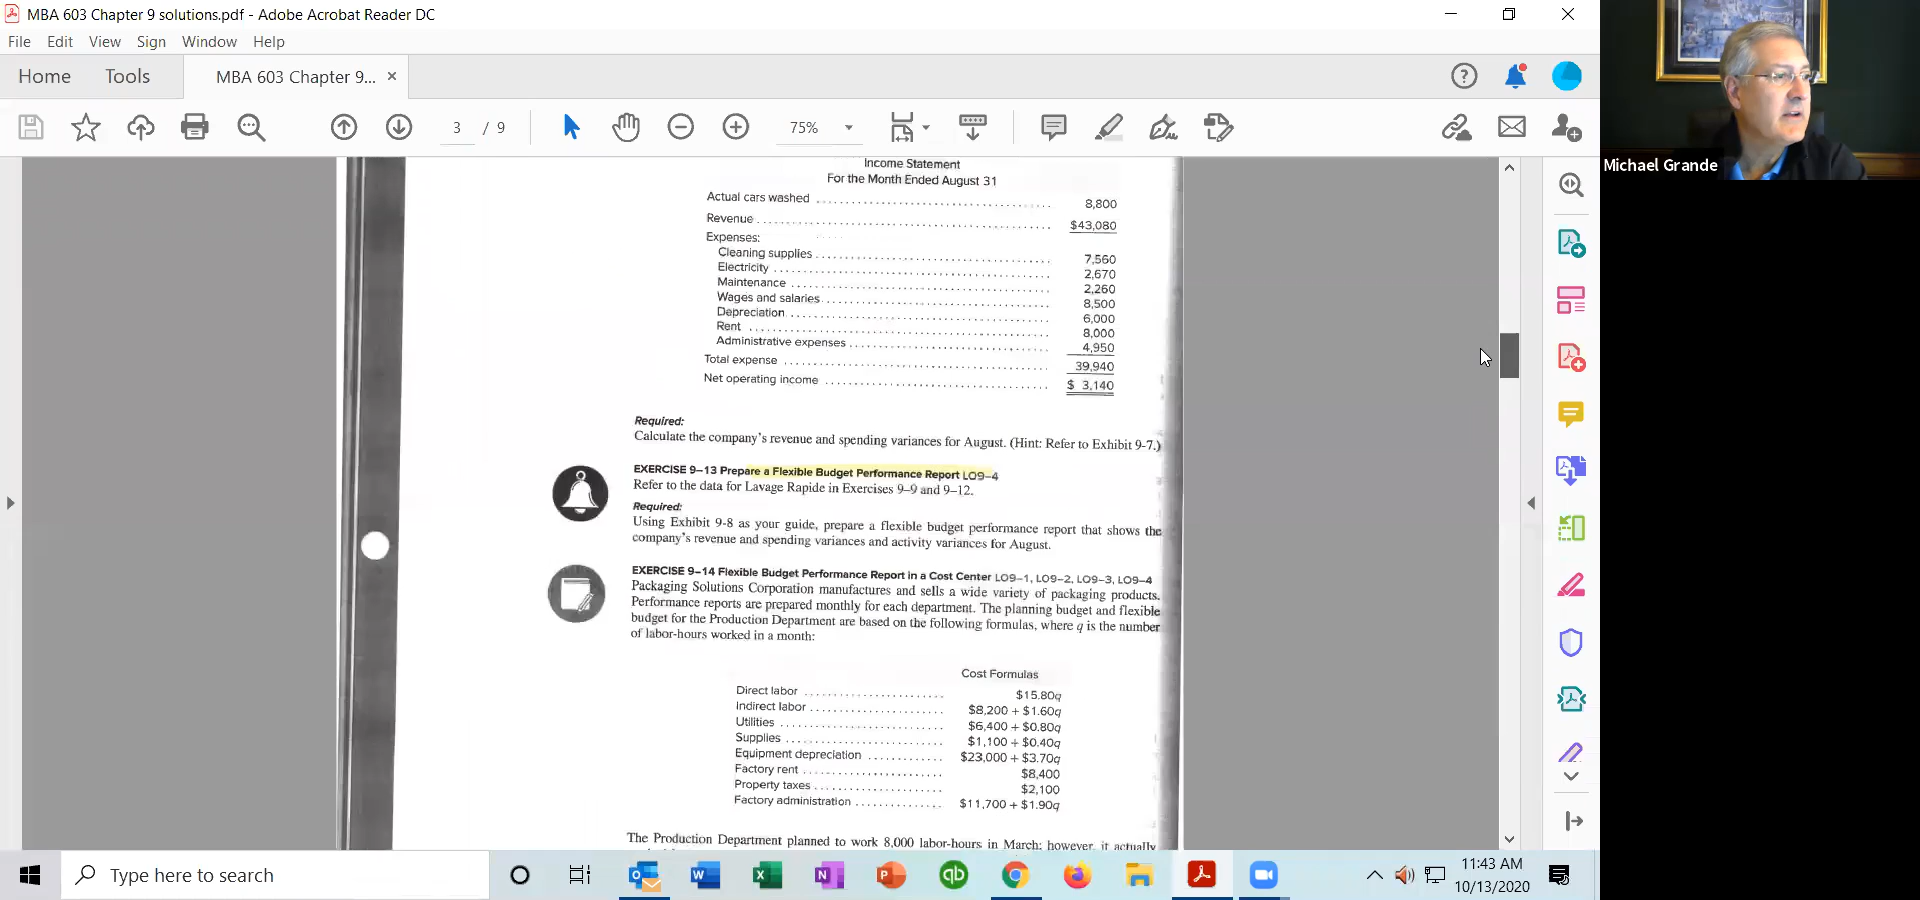 MBA 603 Chapter 9 solutions.pdf - Adobe Acrobat Reader DC
File Edit View Sign Window Help
Home Tools MBA 603 Chapter 9... ×
3 / 9 75%
Michael Grande
Income Statement
For the Month Ended August 31
Actual cars washed 8,800
Revenue $43,080
Expenses:
Cleaning supplies 7,560
Electricity 2,670
Maintenance 2,260
Wages and salaries 8,500
Depreciation 6,000
Rent 8,000
Administrative expenses 4,950
Total expense 39,940
Net operating income $ 3,140
Required:
Calculate the company's revenue and spending variances for August. (Hint: Refer to Exhibit 9-7.)
EXERCISE 9–13 Prepare a Flexible Budget Performance Report LO9–4
Refer to the data for Lavage Rapide in Exercises 9–9 and 9–12.
Required:
Using Exhibit 9-8 as your guide, prepare a flexible budget performance report that shows the
company's revenue and spending variances and activity variances for August.
EXERCISE 9–14 Flexible Budget Performance Report in a Cost Center LO9–1, LO9–2, LO9–3, LO9–4
Packaging Solutions Corporation manufactures and sells a wide variety of packaging products.
Performance reports are prepared monthly for each department. The planning budget and flexible
budget for the Production Department are based on the following formulas, where q is the number
of labor-hours worked in a month:
Cost Formulas
Direct labor $15.80q
Indirect labor $8,200 + $1.60q
Utilities $6,400 + $0.80q
Supplies $1,100 + $0.40q
Equipment depreciation $23,000 + $3.70q
Factory rent $8,400
Property taxes $2,100
Factory administration $11,700 + $1.90q
The Production Department planned to work 8,000 labor-hours in March; however, it actually
Type here to search
11:43 AM
10/13/2020